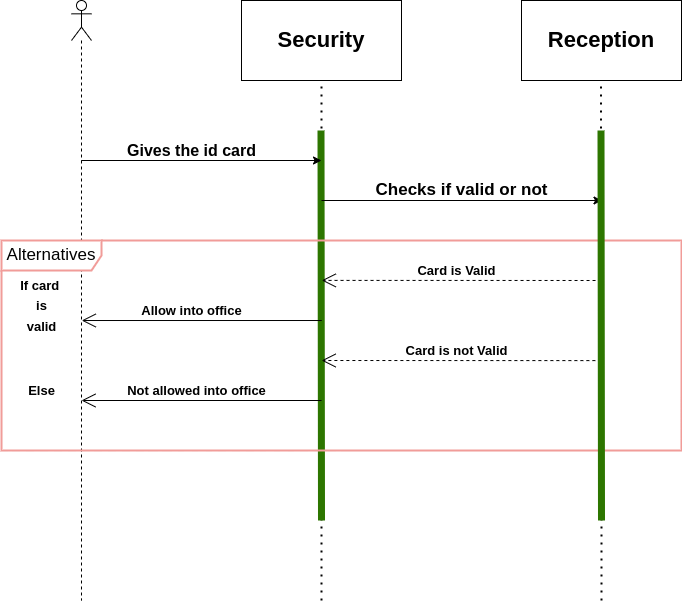 Security
Reception
Gives the id card
Checks if valid or not
Alternatives
Card is Valid
If card
is
valid
Allow into office
Card is not Valid
Else
Not allowed into office